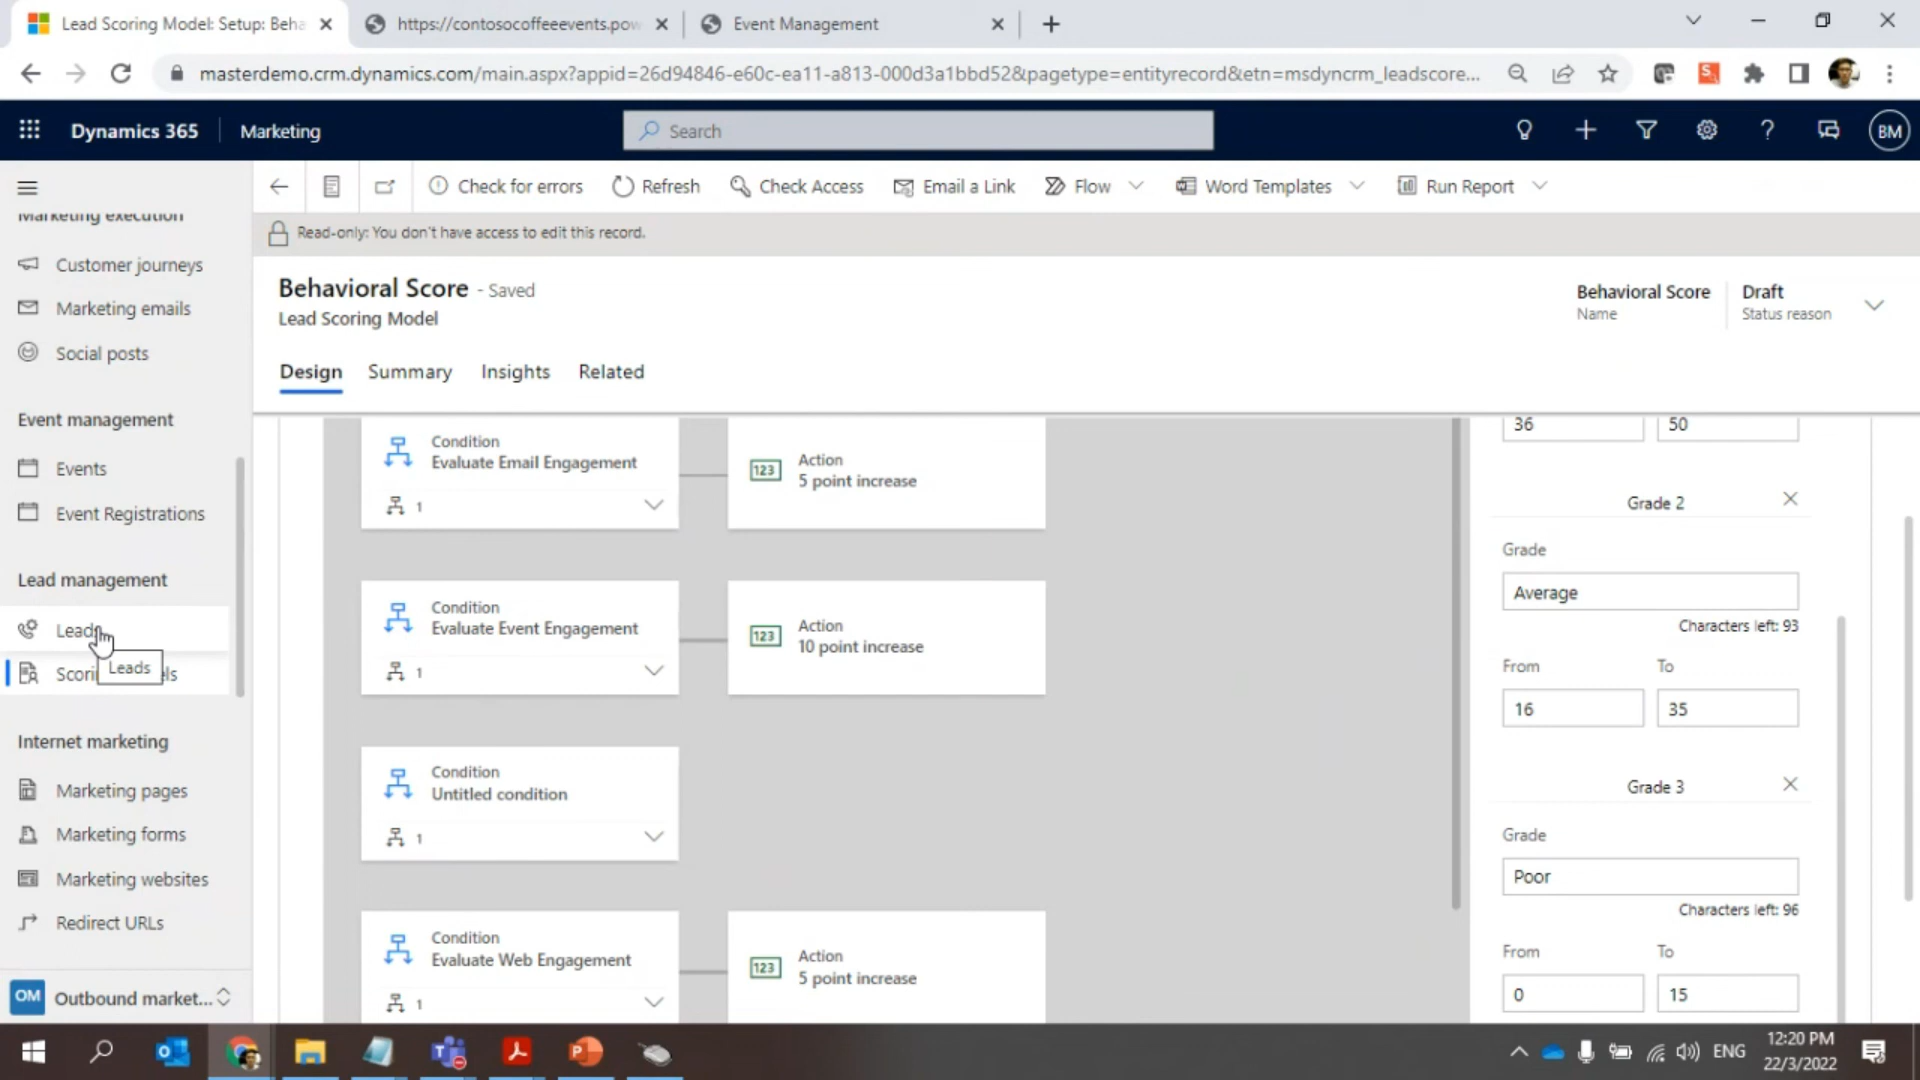 Lead Scoring Model: Setup: Beha
https://contosocoffeeevents.pow
Event Management
masterdemo.crm.dynamics.com/main.aspx?appid=26d94846-e60c-ea11-a813-000d3a1bbd52&pagetype=entityrecord&etn=msdyncrm_leadscore...
Dynamics 365
Marketing
Search
BM
Check for errors
Refresh
Check Access
Email a Link
Flow
Word Templates
Run Report
Read-only: You don't have access to edit this record.
Marketing execution
Customer journeys
Marketing emails
Social posts
Event management
Events
Event Registrations
Lead management
Leads
Leads
Internet marketing
Marketing pages
Marketing forms
Marketing websites
Redirect URLs
OM
Outbound market...
Behavioral Score - Saved
Lead Scoring Model
Behavioral Score
Name
Draft
Status reason
Design
Summary
Insights
Related
Condition
Evaluate Email Engagement
1
123
Action
5 point increase
Condition
Evaluate Event Engagement
1
123
Action
10 point increase
Condition
Untitled condition
1
Condition
Evaluate Web Engagement
1
123
Action
5 point increase
36
50
Grade 2
Grade
Average
Characters left: 93
From
To
16
35
Grade 3
Grade
Poor
Characters left: 96
From
To
0
15
ENG
12:20 PM
22/3/2022